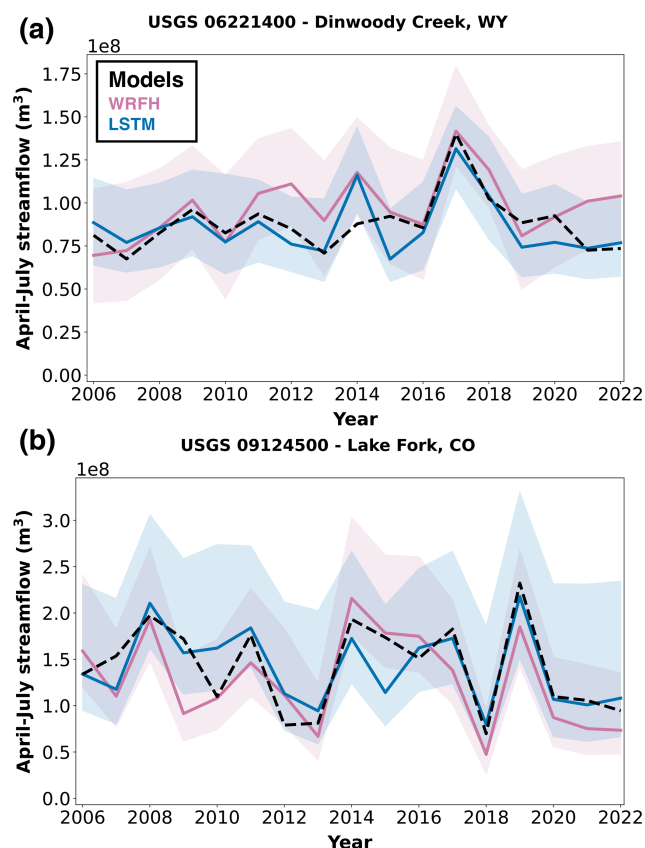 (a)
USGS 06221400 - Dinwoody Creek, WY
1e8
Models
WRFH
LSTM
1.75
1.50
1.25
1.00
0.75
0.50
0.25
0.00
April-July streamflow (m³)
2006 2008 2010 2012 2014 2016 2018 2020 2022
Year
(b)
USGS 09124500 - Lake Fork, CO
1e8
3.0
2.5
2.0
1.5
1.0
0.5
0.0
April-July streamflow (m³)
2006 2008 2010 2012 2014 2016 2018 2020 2022
Year